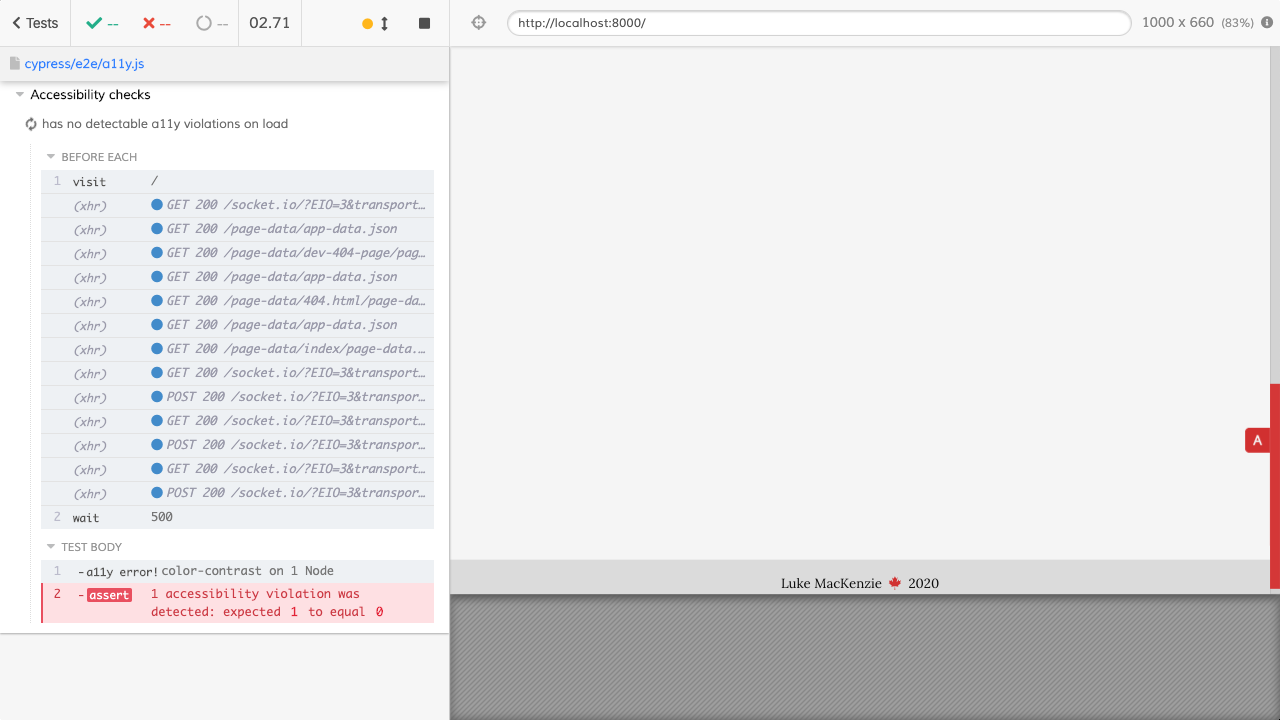 Tests -- -- -- 02.71
http://localhost:8000/ 1000 x 660 (83%)
cypress/e2e/a11y.js
Accessibility checks
has no detectable a11y violations on load
BEFORE EACH
1 visit /
(xhr) GET 200 /socket.io/?EIO=3&transport…
(xhr) GET 200 /page-data/app-data.json
(xhr) GET 200 /page-data/dev-404-page/pag…
(xhr) GET 200 /page-data/app-data.json
(xhr) GET 200 /page-data/404.html/page-da…
(xhr) GET 200 /page-data/app-data.json
(xhr) GET 200 /page-data/index/page-data.…
(xhr) GET 200 /socket.io/?EIO=3&transport…
(xhr) POST 200 /socket.io/?EIO=3&transpor…
(xhr) GET 200 /socket.io/?EIO=3&transport…
(xhr) POST 200 /socket.io/?EIO=3&transpor…
(xhr) GET 200 /socket.io/?EIO=3&transport…
(xhr) POST 200 /socket.io/?EIO=3&transpor…
2 wait 500
TEST BODY
1 -a11y error! color-contrast on 1 Node
2 -assert 1 accessibility violation was
detected: expected 1 to equal 0
A
Luke MacKenzie 🍁 2020